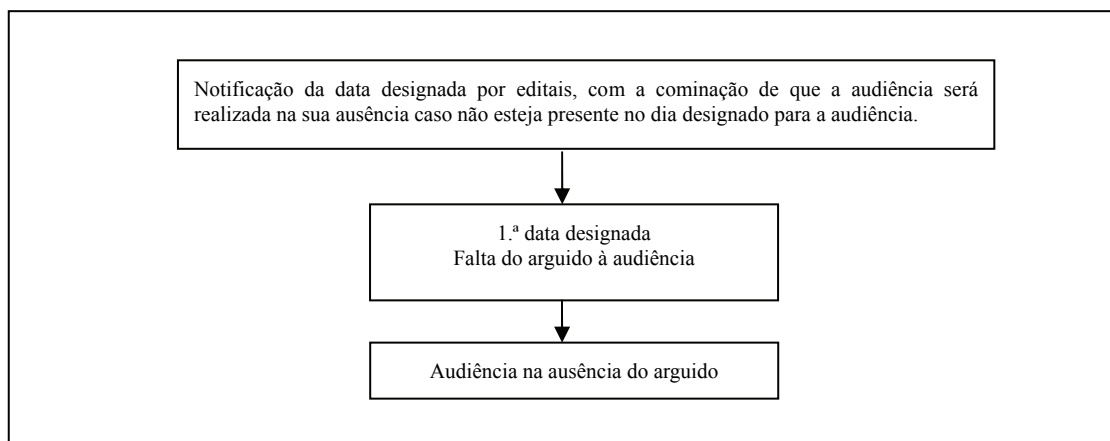 Notificação da data designada por editais, com a cominação de que a audiência será
realizada na sua ausência caso não esteja presente no dia designado para a audiência.
1.ª data designada
Falta do arguido à audiência
Audiência na ausência do arguido